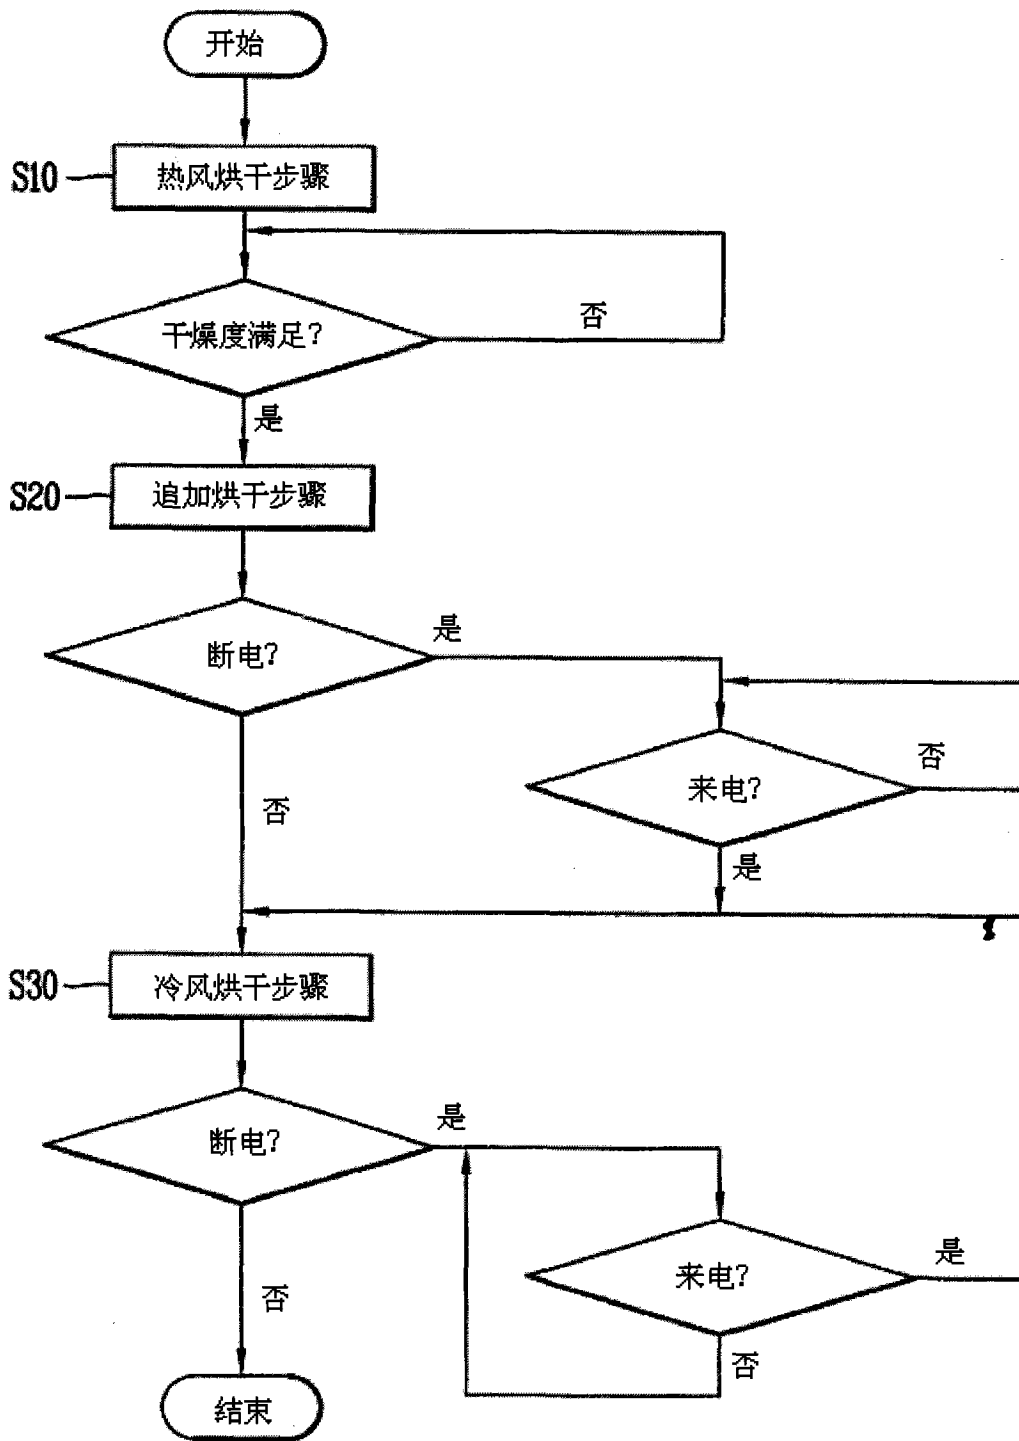 开始
S10 热风烘干步骤
否
干燥度满足?
是
S20 追加烘干步骤
是
断电?
否
来电?
否
是
S30 冷风烘干步骤
是
断电?
是
来电?
否
否
结束